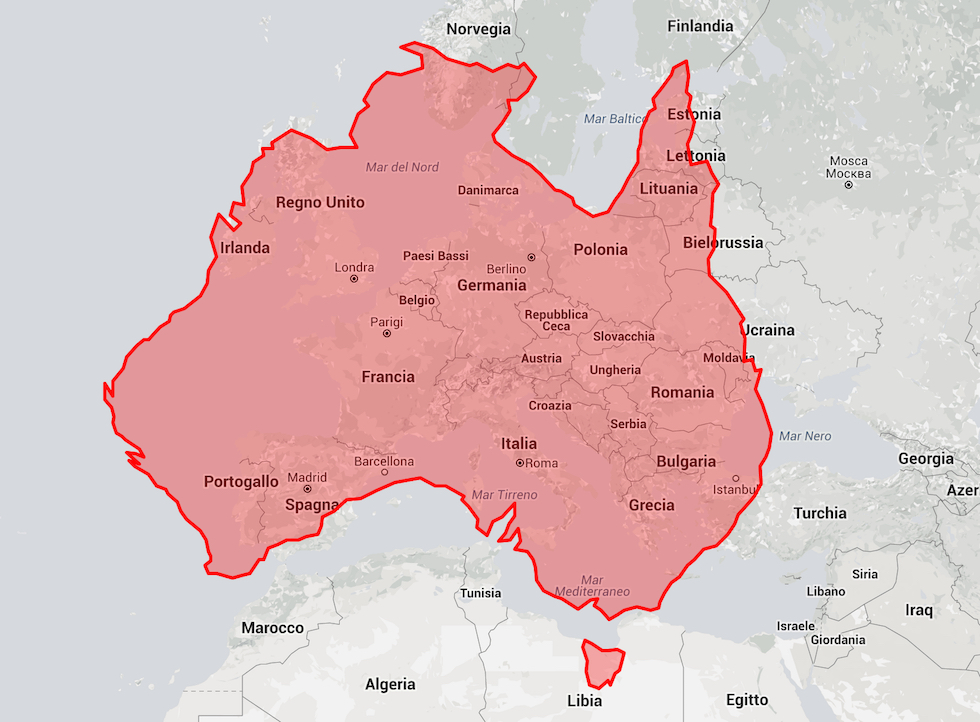 Norvegia
Finlandia
Estonia
Mar Baltico
Lettonia
Mosca
Москва
Mar del Nord
Danimarca
Lituania
Regno Unito
Irlanda
Bielorussia
Polonia
Paesi Bassi
Londra
Berlino
Germania
Belgio
Repubblica
Ceca
Parigi
Ucraina
Slovacchia
Austria
Moldavia
Ungheria
Francia
Romania
Croazia
Serbia
Mar Nero
Italia
Georgia
Barcellona
Roma
Bulgaria
Madrid
Portogallo
Azer
Istanbul
Mar Tirreno
Spagna
Grecia
Turchia
Siria
Mar
Mediterraneo
Tunisia
Libano
Iraq
Marocco
Israele
Giordania
Algeria
Libia
Egitto